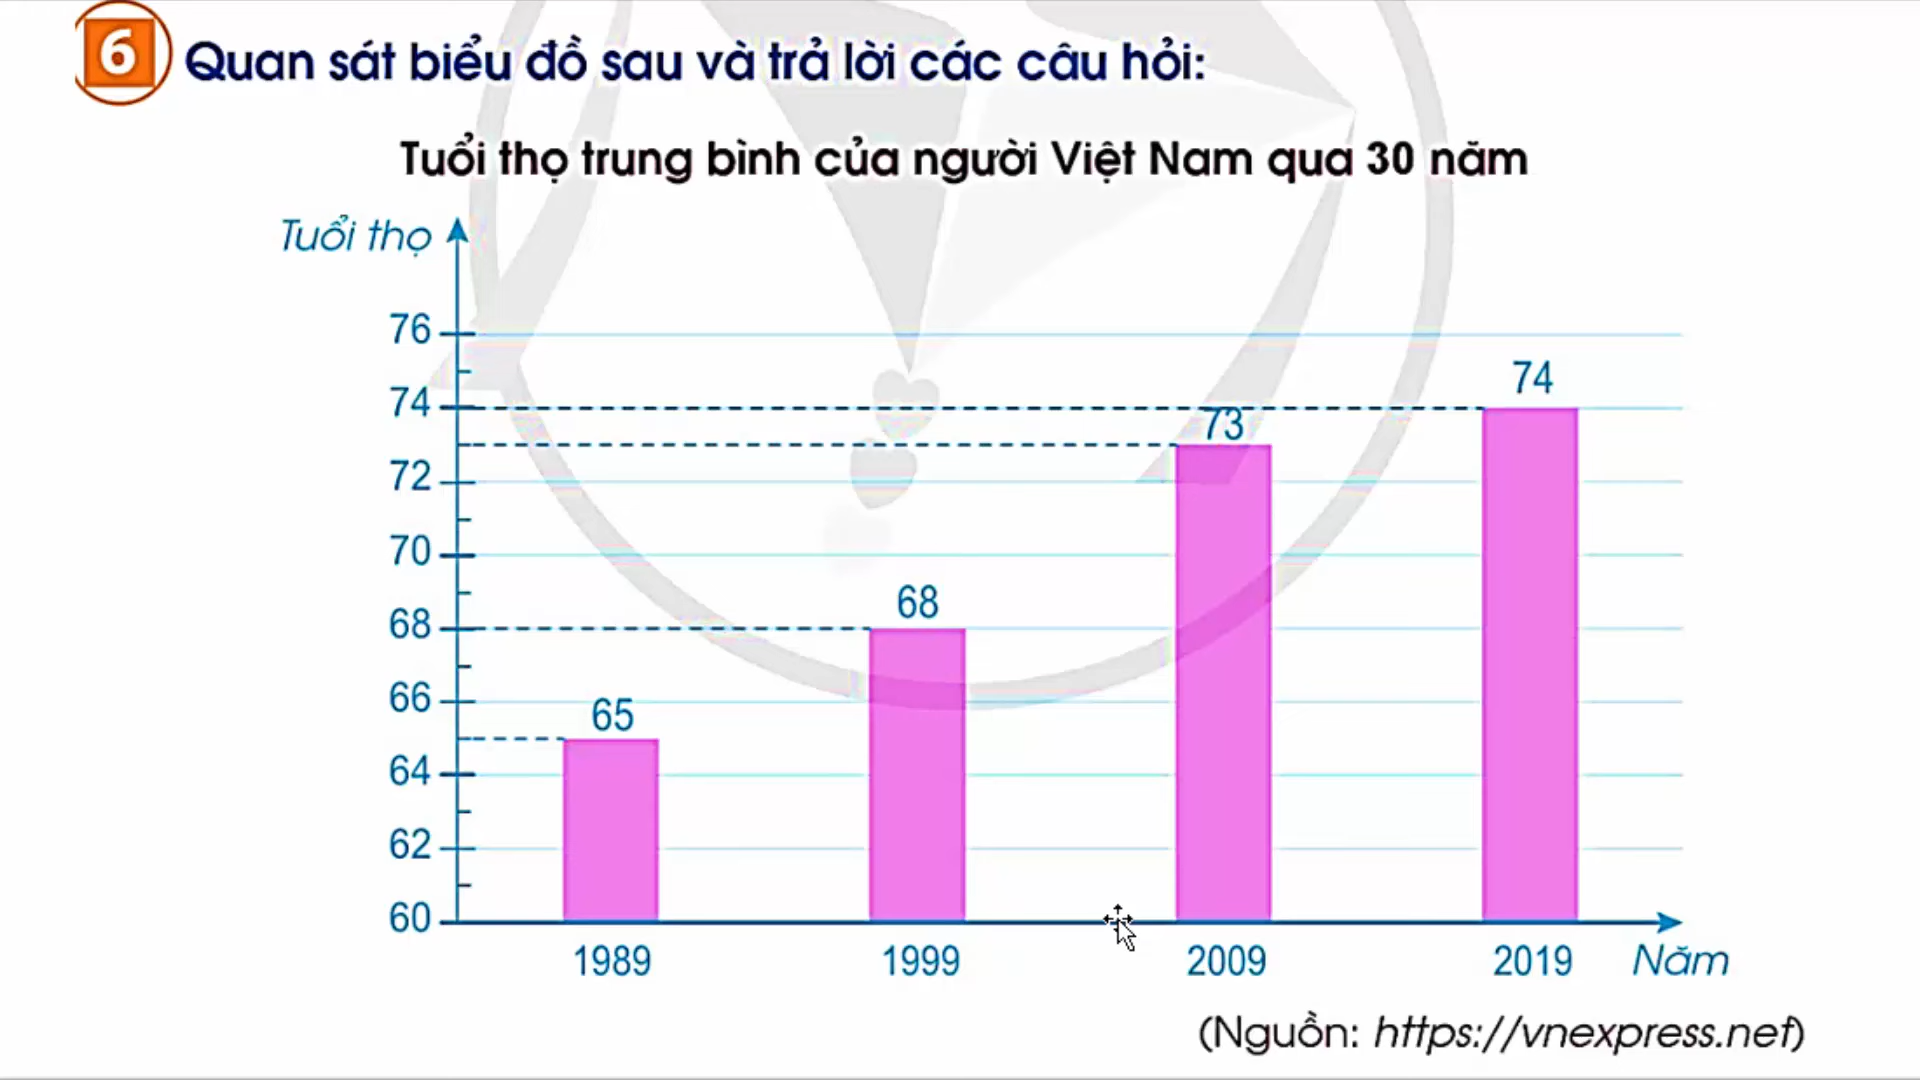 6 Quan sát biểu đồ sau và trả lời các câu hỏi:
Tuổi thọ trung bình của người Việt Nam qua 30 năm
Tuổi thọ
76
74
74
73
72
70
68
68
66
65
64
62
60
1989 1999 2009 2019 Năm
(Nguồn: https://vnexpress.net)